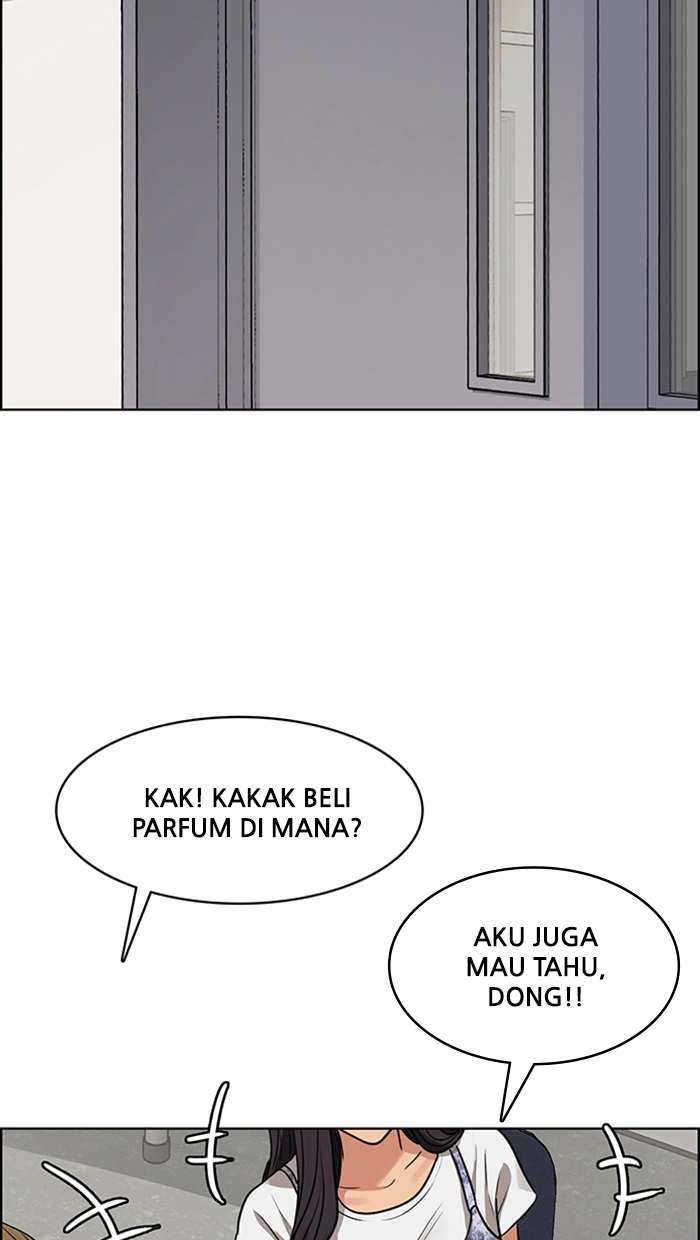 KAK! KAKAK BELI
PARFUM DI MANA?
AKU JUGA
MAU TAHU,
DONG!!